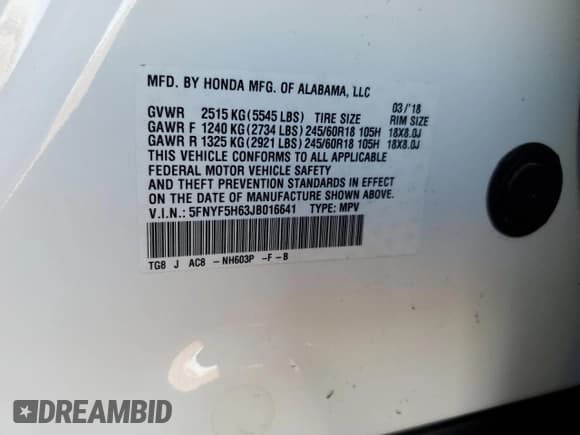 MFD. BY HONDA MFG. OF ALABAMA, LLC
GVWR 2515 KG (5545 LBS) TIRE SIZE 03/'18 RIM SIZE
GAWR F 1240 KG (2734 LBS) 245/60R18 105H 18X8.0J
GAWR R 1325 KG (2921 LBS) 245/60R18 105H 18X8.0J
THIS VEHICLE CONFORMS TO ALL APPLICABLE
FEDERAL MOTOR VEHICLE SAFETY
AND THEFT PREVENTION STANDARDS IN EFFECT
ON THE DATE OF MANUFACTURE SHOWN ABOVE.
V.I.N.: 5FNYF5H63JB016641 TYPE: MPV
TG8 J AC8 - NH603P -F - B
DREAMBID